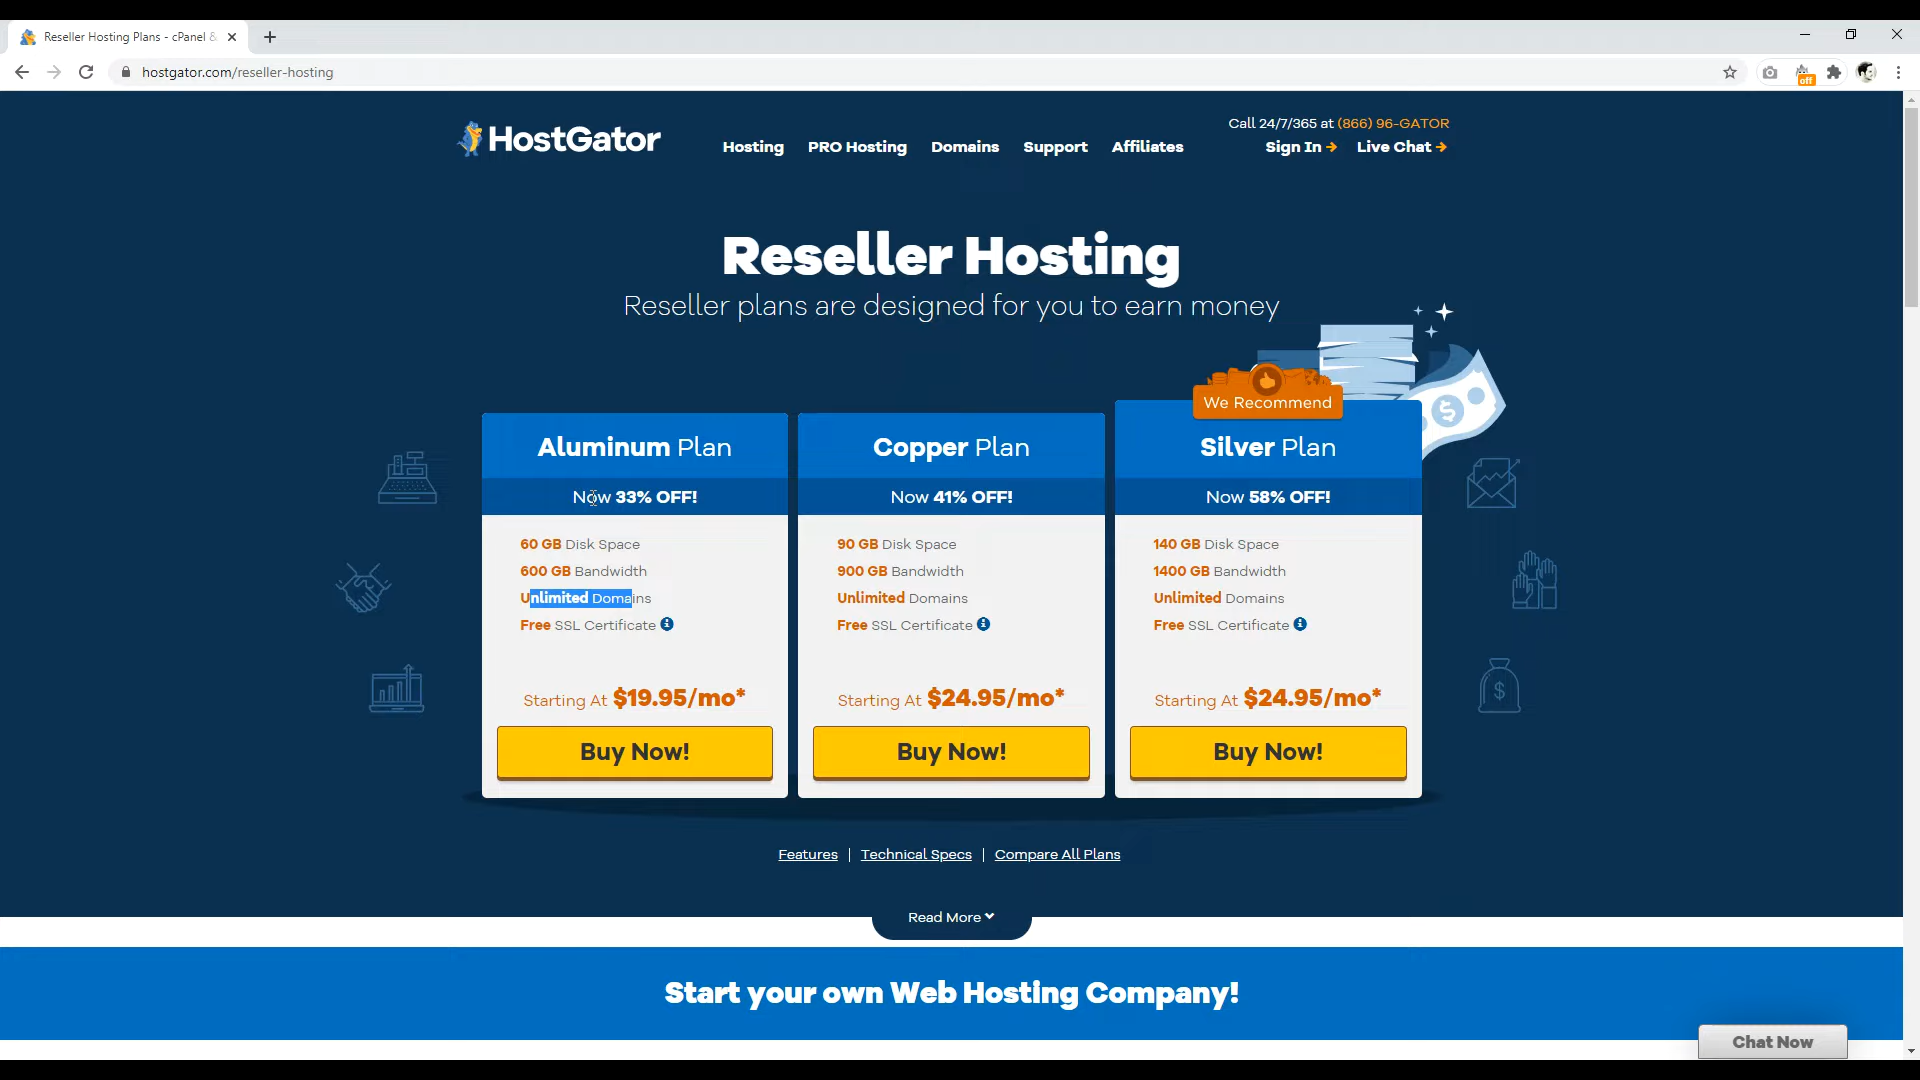 Reseller Hosting Plans - cPanel &
hostgator.com/reseller-hosting
off
HostGator
Hosting
PRO Hosting
Domains
Support
Affiliates
Call 24/7/365 at (866) 96-GATOR
Sign In
Live Chat
Reseller Hosting
Reseller plans are designed for you to earn money
Aluminum Plan
Now 33% OFF!
60 GB Disk Space
600 GB Bandwidth
Unlimited Domains
Free SSL Certificate
Starting At $19.95/mo*
Buy Now!
Copper Plan
Now 41% OFF!
90 GB Disk Space
900 GB Bandwidth
Unlimited Domains
Free SSL Certificate
Starting At $24.95/mo*
Buy Now!
We Recommend
Silver Plan
Now 58% OFF!
140 GB Disk Space
1400 GB Bandwidth
Unlimited Domains
Free SSL Certificate
Starting At $24.95/mo*
Buy Now!
Features | Technical Specs | Compare All Plans
Read More
Start your own Web Hosting Company!
Chat Now